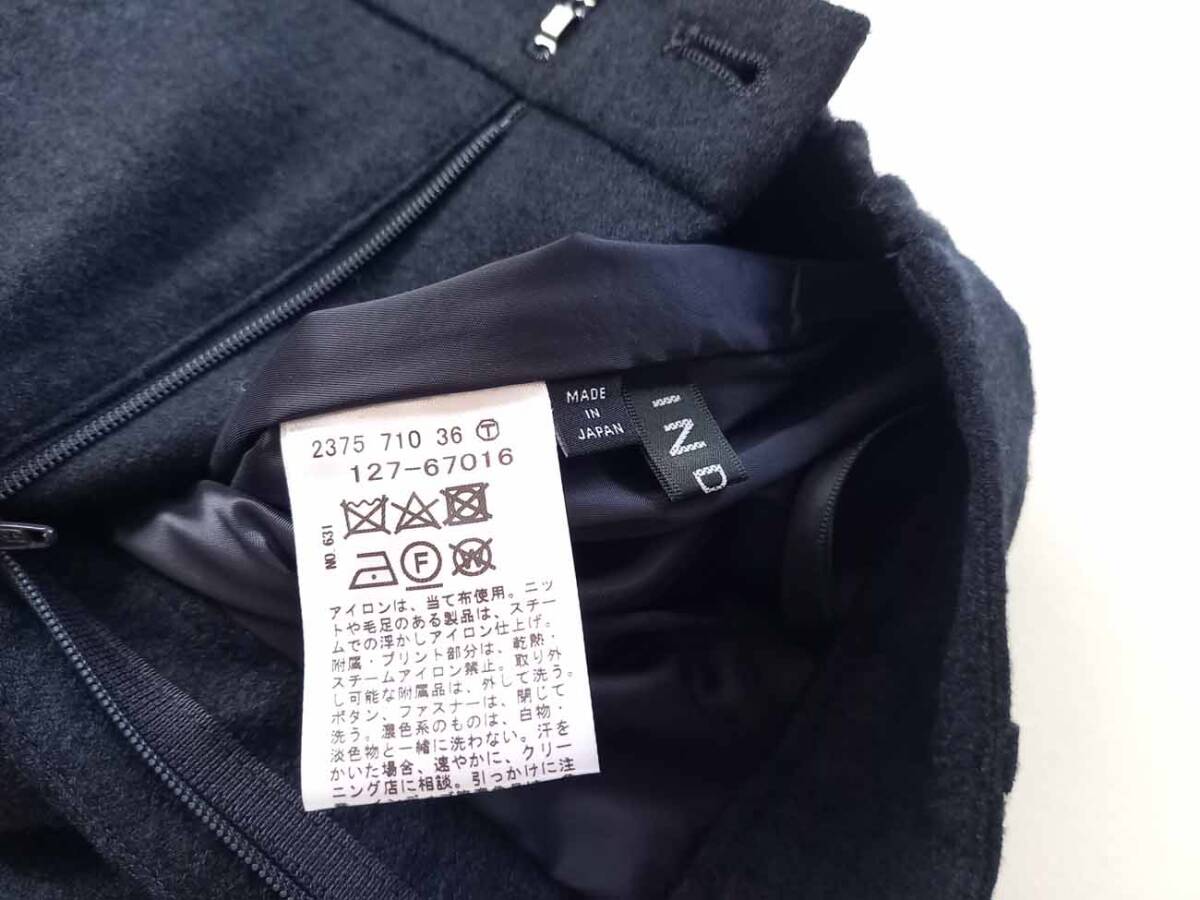 2375 710 36 Ⓣ
127-67016
NO.631
F
W
アイロンは、当て布使用。ニッ
トや毛足のある製品は、スチー
ムでの浮かしアイロン仕上げ。
附属・プリント部分は、乾熱・
スチームアイロン禁止。取り外
し可能な附属品は、外して洗う。
ボタン、ファスナーは、閉じて
洗う。濃色系のものは、白物・
淡色物と一緒に洗わない。汗を
かいた場合、速やかに、クリー
ニング店に相談。引っかけに注
MADE
IN
JAPAN
IND